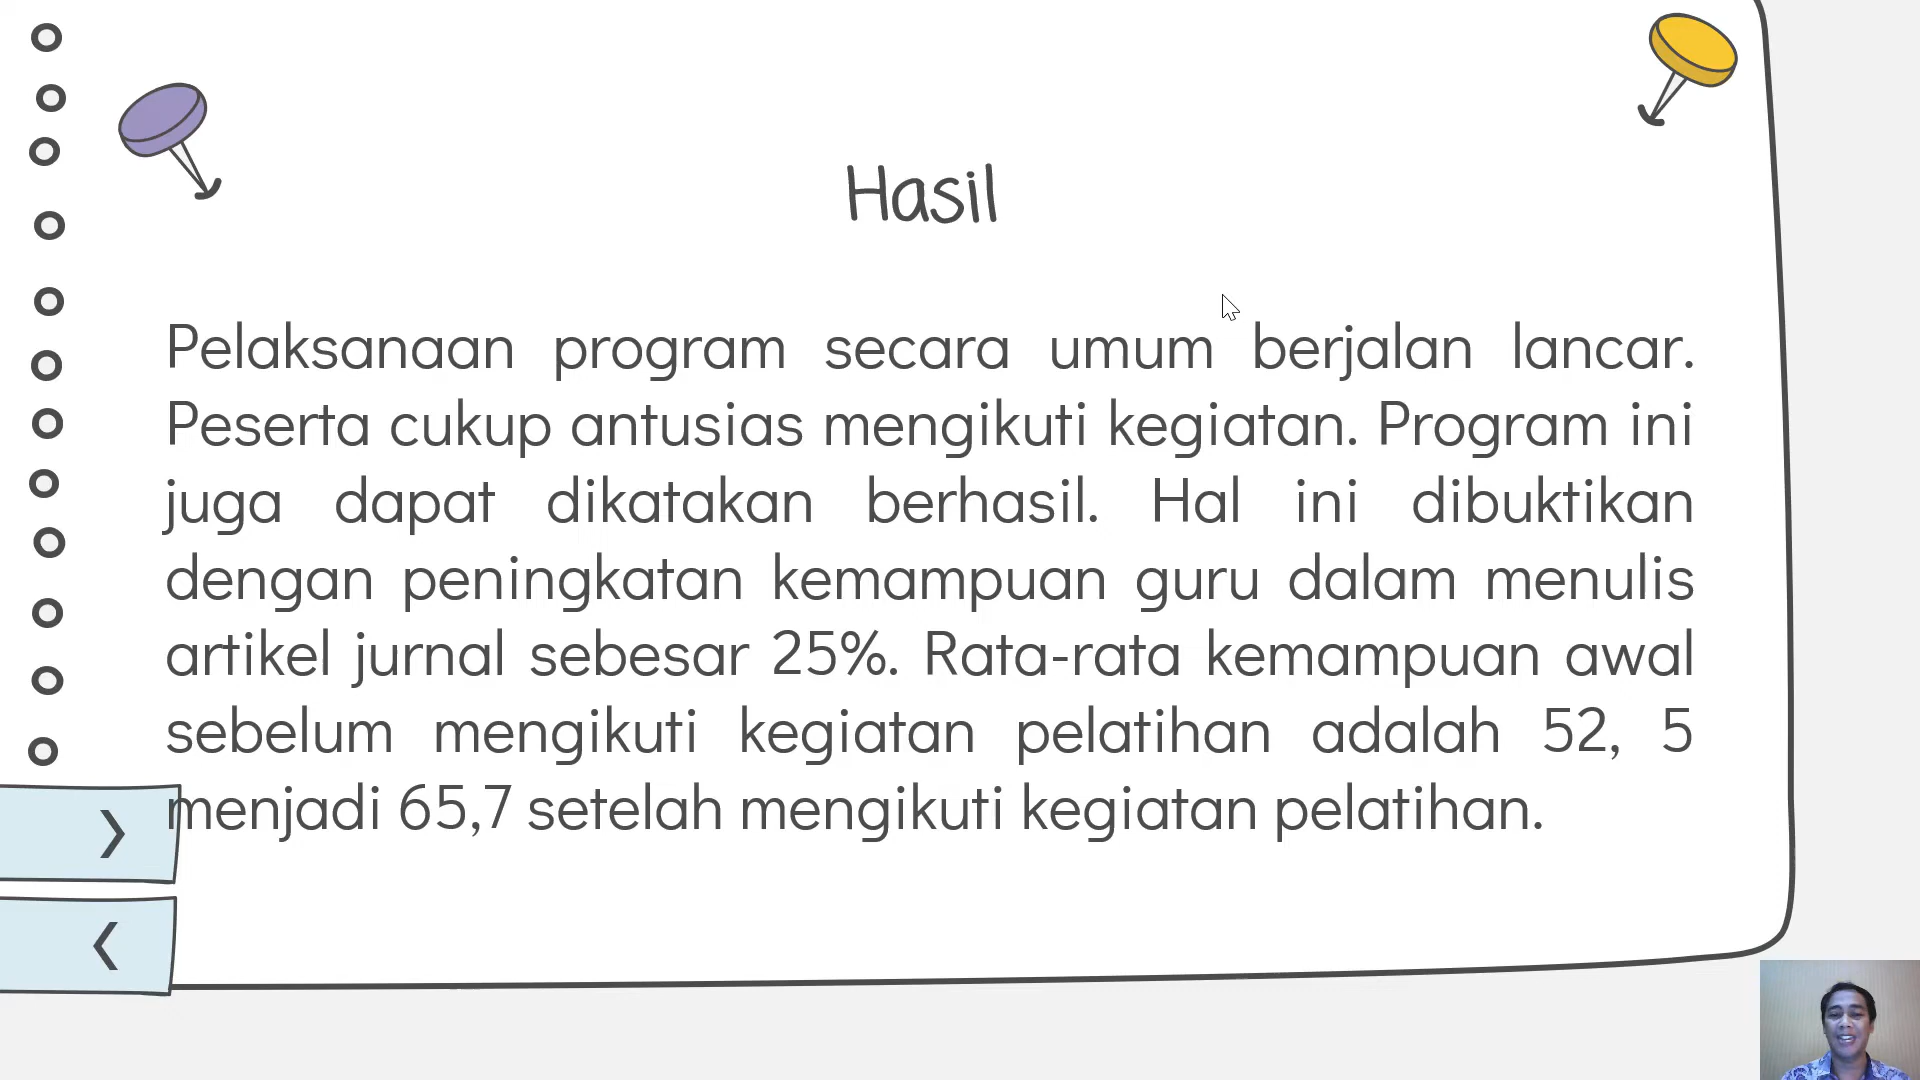 Hasil
Pelaksanaan program secara umum berjalan lancar.
Peserta cukup antusias mengikuti kegiatan. Program ini
juga dapat dikatakan berhasil. Hal ini dibuktikan
dengan peningkatan kemampuan guru dalam menulis
artikel jurnal sebesar 25%. Rata-rata kemampuan awal
sebelum mengikuti kegiatan pelatihan adalah 52, 5
menjadi 65,7 setelah mengikuti kegiatan pelatihan.